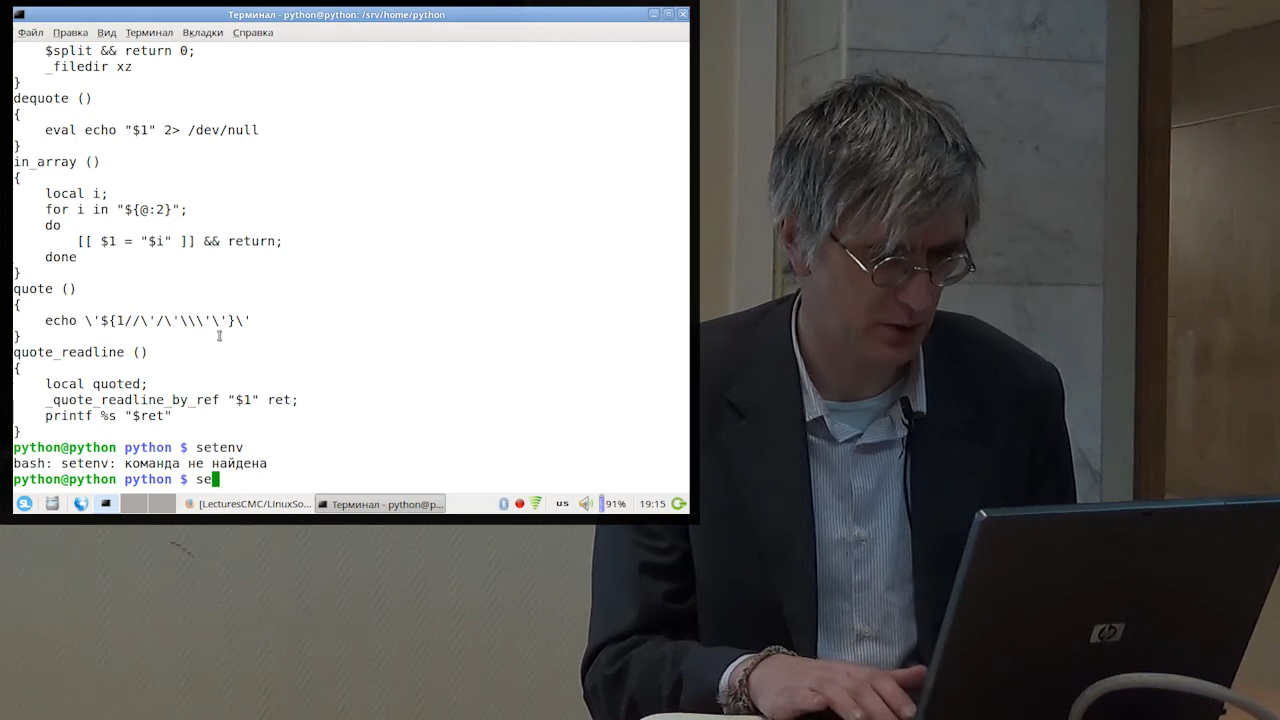 Терминал - python@python: /srv/home/python
Файл Правка Вид Терминал Вкладки Справка
    $split && return 0;
    _filedir xz
}
dequote ()
{
    eval echo "$1" 2> /dev/null
}
in_array ()
{
    local i;
    for i in "${@:2}";
    do
        [[ $1 = "$i" ]] && return;
    done
}
quote ()
{
    echo \'${1//\'/\'\\\'\'}\'
}
quote_readline ()
{
    local quoted;
    _quote_readline_by_ref "$1" ret;
    printf %s "$ret"
}
python@python python $ setenv
bash: setenv: команда не найдена
python@python python $ se
[LecturesCMC/LinuxSo... Терминал - python@p... us 91% 19:15
hp